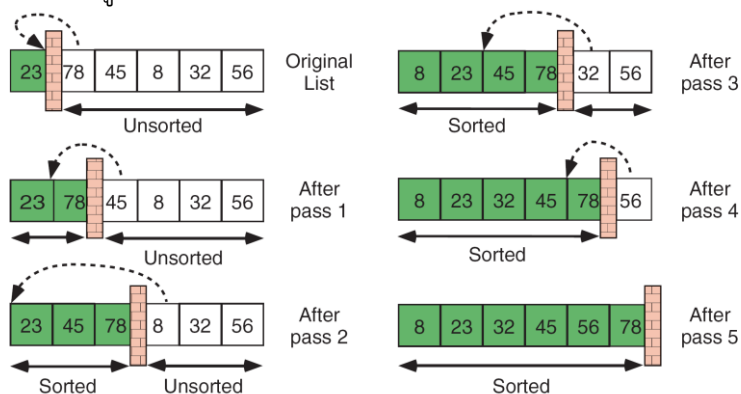 23 78 45 8 32 56
Original
List
Unsorted
23 78 45 8 32 56
After
pass 1
Unsorted
23 45 78 8 32 56
After
pass 2
Sorted
Unsorted
8 23 45 78 32 56
After
pass 3
Sorted
8 23 32 45 78 56
After
pass 4
Sorted
8 23 32 45 56 78
After
pass 5
Sorted